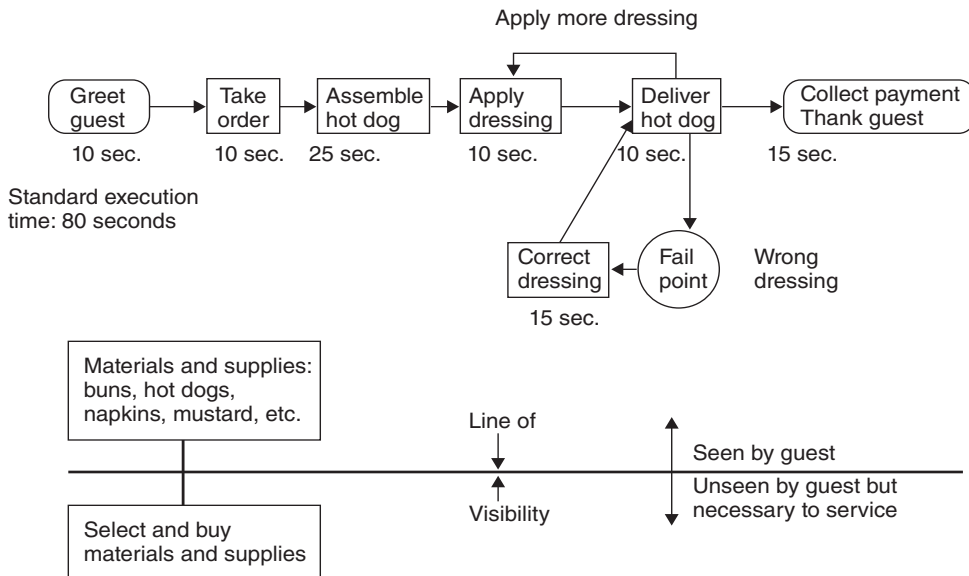 Apply more dressing
Greet
guest
Take
order
Assemble
hot dog
Apply
dressing
Deliver
hot dog
Collect payment
Thank guest
10 sec.
10 sec.
25 sec.
10 sec.
10 sec.
15 sec.
Standard execution
time: 80 seconds
Correct
dressing
Fail
point
Wrong
dressing
15 sec.
Materials and supplies:
buns, hot dogs,
napkins, mustard, etc.
Line of
Visibility
Seen by guest
Unseen by guest but
necessary to service
Select and buy
materials and supplies